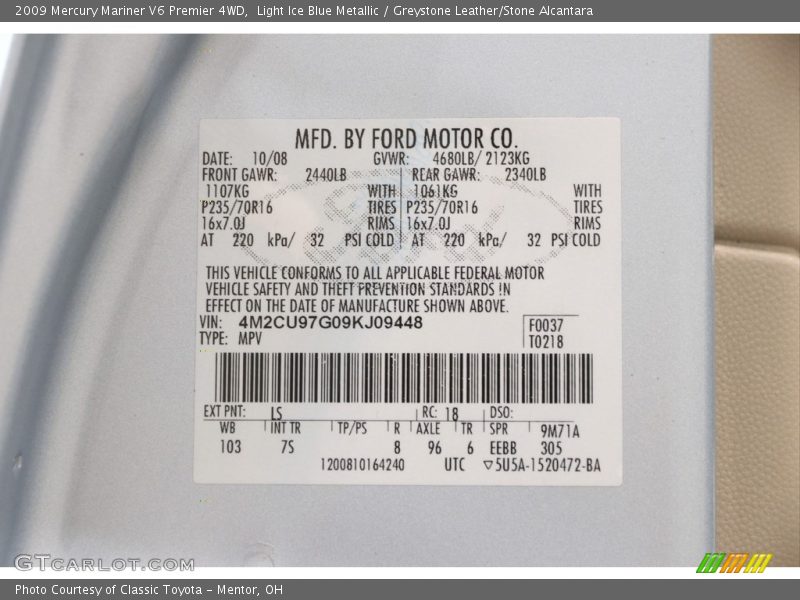 2009 Mercury Mariner V6 Premier 4WD,  Light Ice Blue Metallic / Greystone Leather/Stone Alcantara
MFD. BY FORD MOTOR CO.
DATE: 10/08 GVWR: 4680LB/ 2123KG
FRONT GAWR: 2440LB REAR GAWR: 2340LB
1107KG WITH 1061KG WITH
P235/70R16 TIRES P235/70R16 TIRES
16x7.0J RIMS 16x7.0J RIMS
AT 220 kPa/ 32 PSI COLD AT 220 kPa/ 32 PSI COLD
THIS VEHICLE CONFORMS TO ALL APPLICABLE FEDERAL MOTOR
VEHICLE SAFETY AND THEFT PREVENTION STANDARDS IN
EFFECT ON THE DATE OF MANUFACTURE SHOWN ABOVE.
VIN: 4M2CU97G09KJ09448 F0037
TYPE: MPV T0218
EXT PNT: LS RC: 18 DSO:
WB INT TR TP/PS R AXLE TR SPR 9M71A
103 7S 8 96 6 EEBB 305
1200810164240 UTC ▽5U5A-1520472-BA
GTCARLOT.COM
Photo Courtesy of Classic Toyota - Mentor, OH